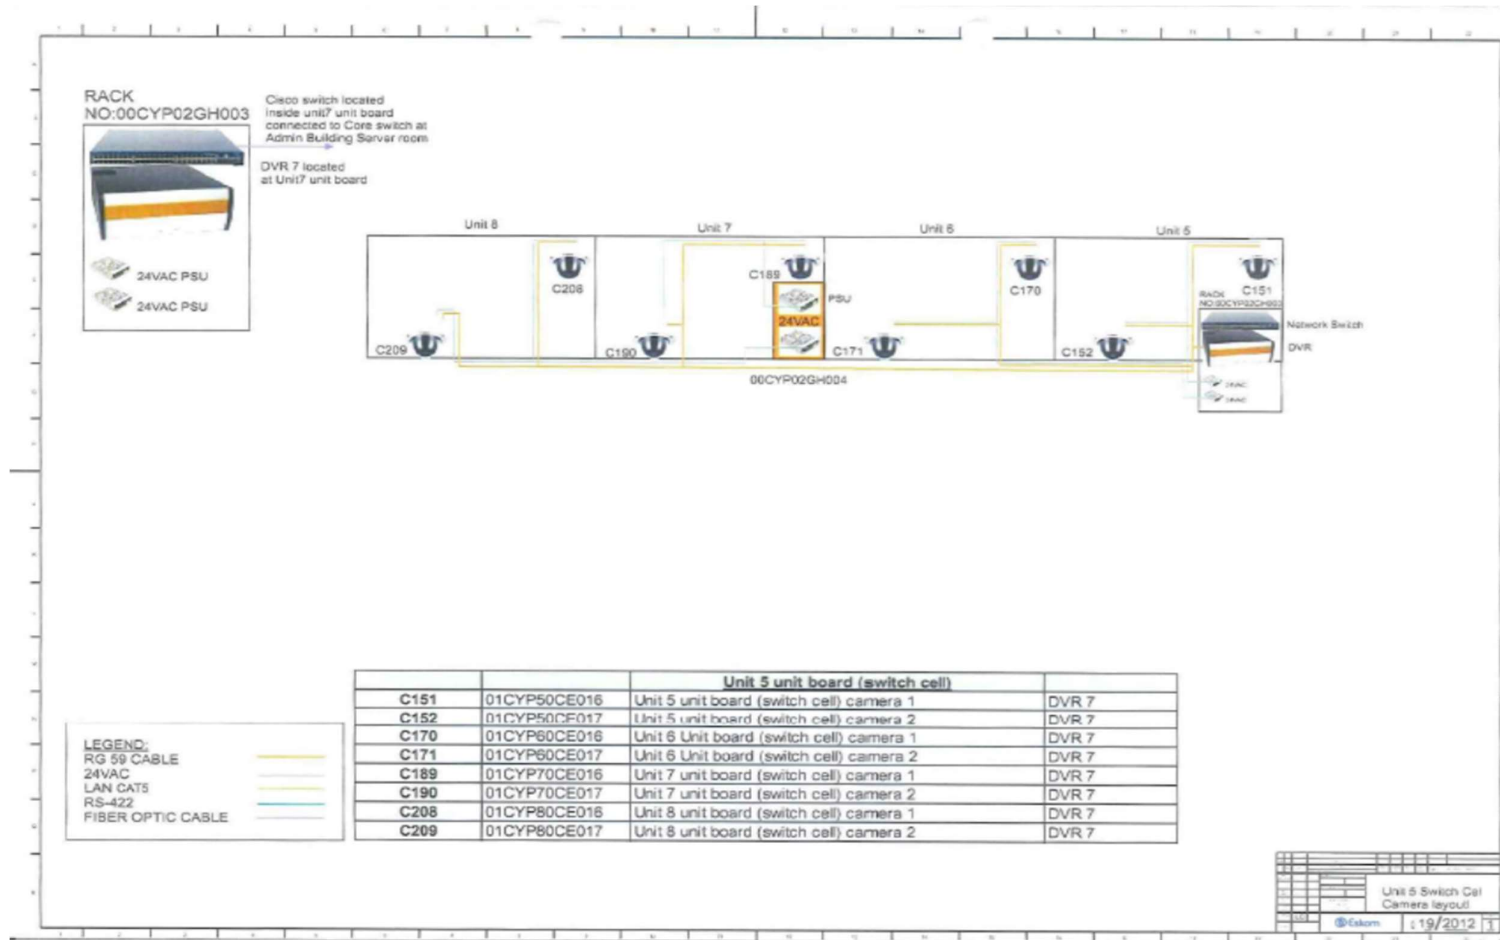 RACK
NO:00CYP02GH003
Cisco switch located
inside unit7 unit board
connected to Core switch at
Admin Building Server room
DVR 7 located
at Unit7 unit board
24VAC PSU
24VAC PSU
Unit 8
Unit 7
Unit 6
Unit 5
C208
C189
C170
C151
PSU
24VAC
RACK
Network Switch
DVR
C209
C190
C171
C152
00CYP02GH004
24VAC
24VAC
Unit 5 unit board (switch cell)
C151 01CYP50CE016 Unit 5 unit board (switch cell) camera 1 DVR 7
C152 01CYP50CE017 Unit 5 unit board (switch cell) camera 2 DVR 7
C170 01CYP60CE016 Unit 6 Unit board (switch cell) camera 1 DVR 7
C171 01CYP60CE017 Unit 6 Unit board (switch cell) camera 2 DVR 7
C189 01CYP70CE016 Unit 7 unit board (switch cell) camera 1 DVR 7
C190 01CYP70CE017 Unit 7 unit board (switch cell) camera 2 DVR 7
C208 01CYP80CE016 Unit 8 unit board (switch cell) camera 1 DVR 7
C209 01CYP80CE017 Unit 8 unit board (switch cell) camera 2 DVR 7
LEGEND:
RG 59 CABLE
24VAC
LAN CAT5
RS-422
FIBER OPTIC CABLE
Unit 5 Switch Cel
Camera layout
Eskom
19/2012